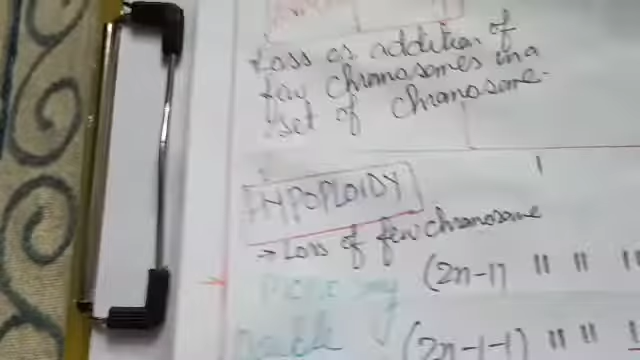 Loss or addition of
few chromosomes in a
set of chromosome.
HYPOPLOIDY
→ Loss of few chromosome
(2n-1) " " "
(2n-1-1) " "